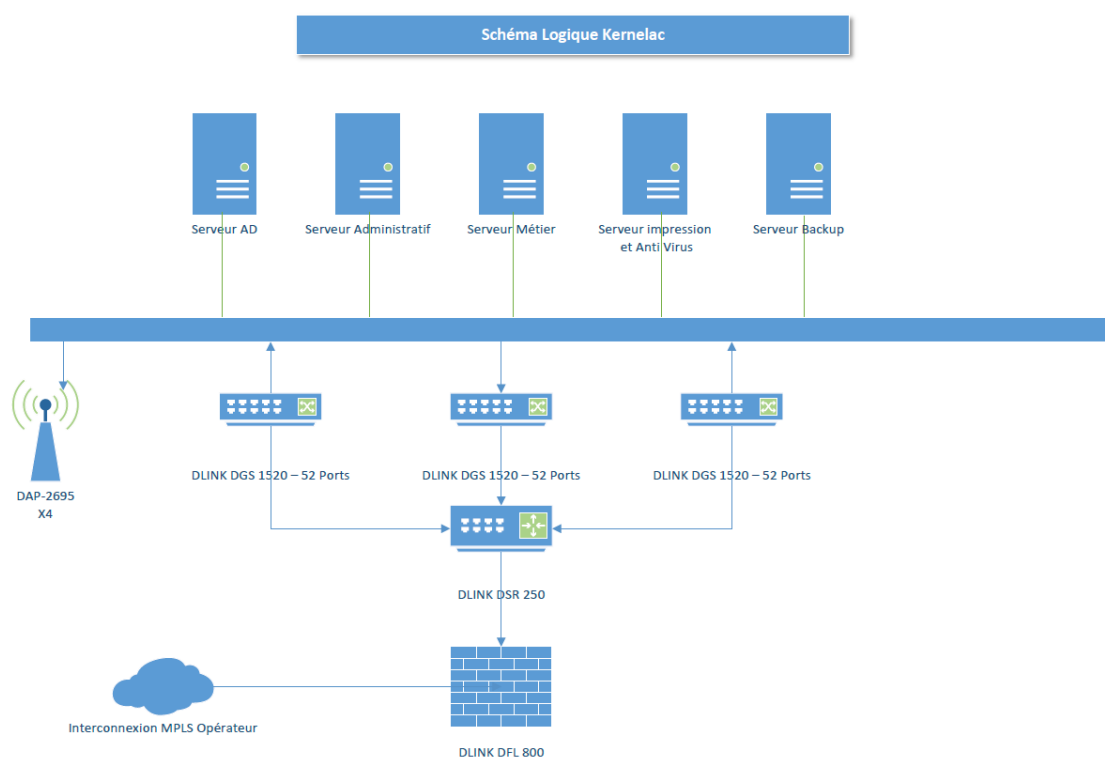 Schéma Logique Kernelac
Serveur AD
Serveur Administratif
Serveur Métier
Serveur impression
et Anti Virus
Serveur Backup
DLINK DGS 1520 – 52 Ports
DLINK DGS 1520 – 52 Ports
DLINK DGS 1520 – 52 Ports
DAP-2695
X4
DLINK DSR 250
Interconnexion MPLS Opérateur
DLINK DFL 800